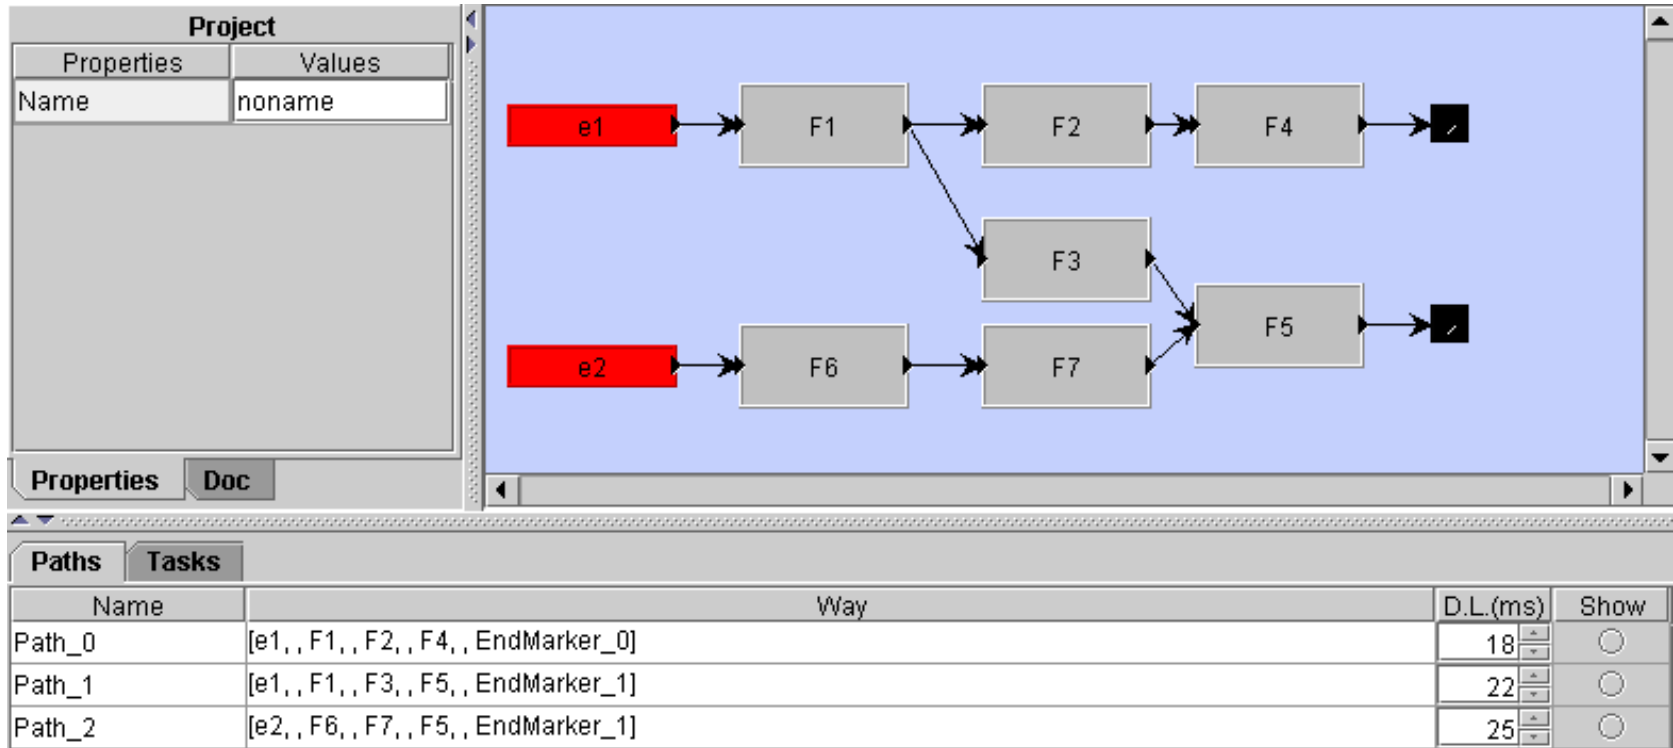 Project
Properties Values
Name noname
Properties Doc
e1 F1 F2 F4
F3
F5
e2 F6 F7
Paths Tasks
Name Way D.L.(ms) Show
Path_0 [e1, , F1, , F2, , F4, , EndMarker_0] 18
Path_1 [e1, , F1, , F3, , F5, , EndMarker_1] 22
Path_2 [e2, , F6, , F7, , F5, , EndMarker_1] 25